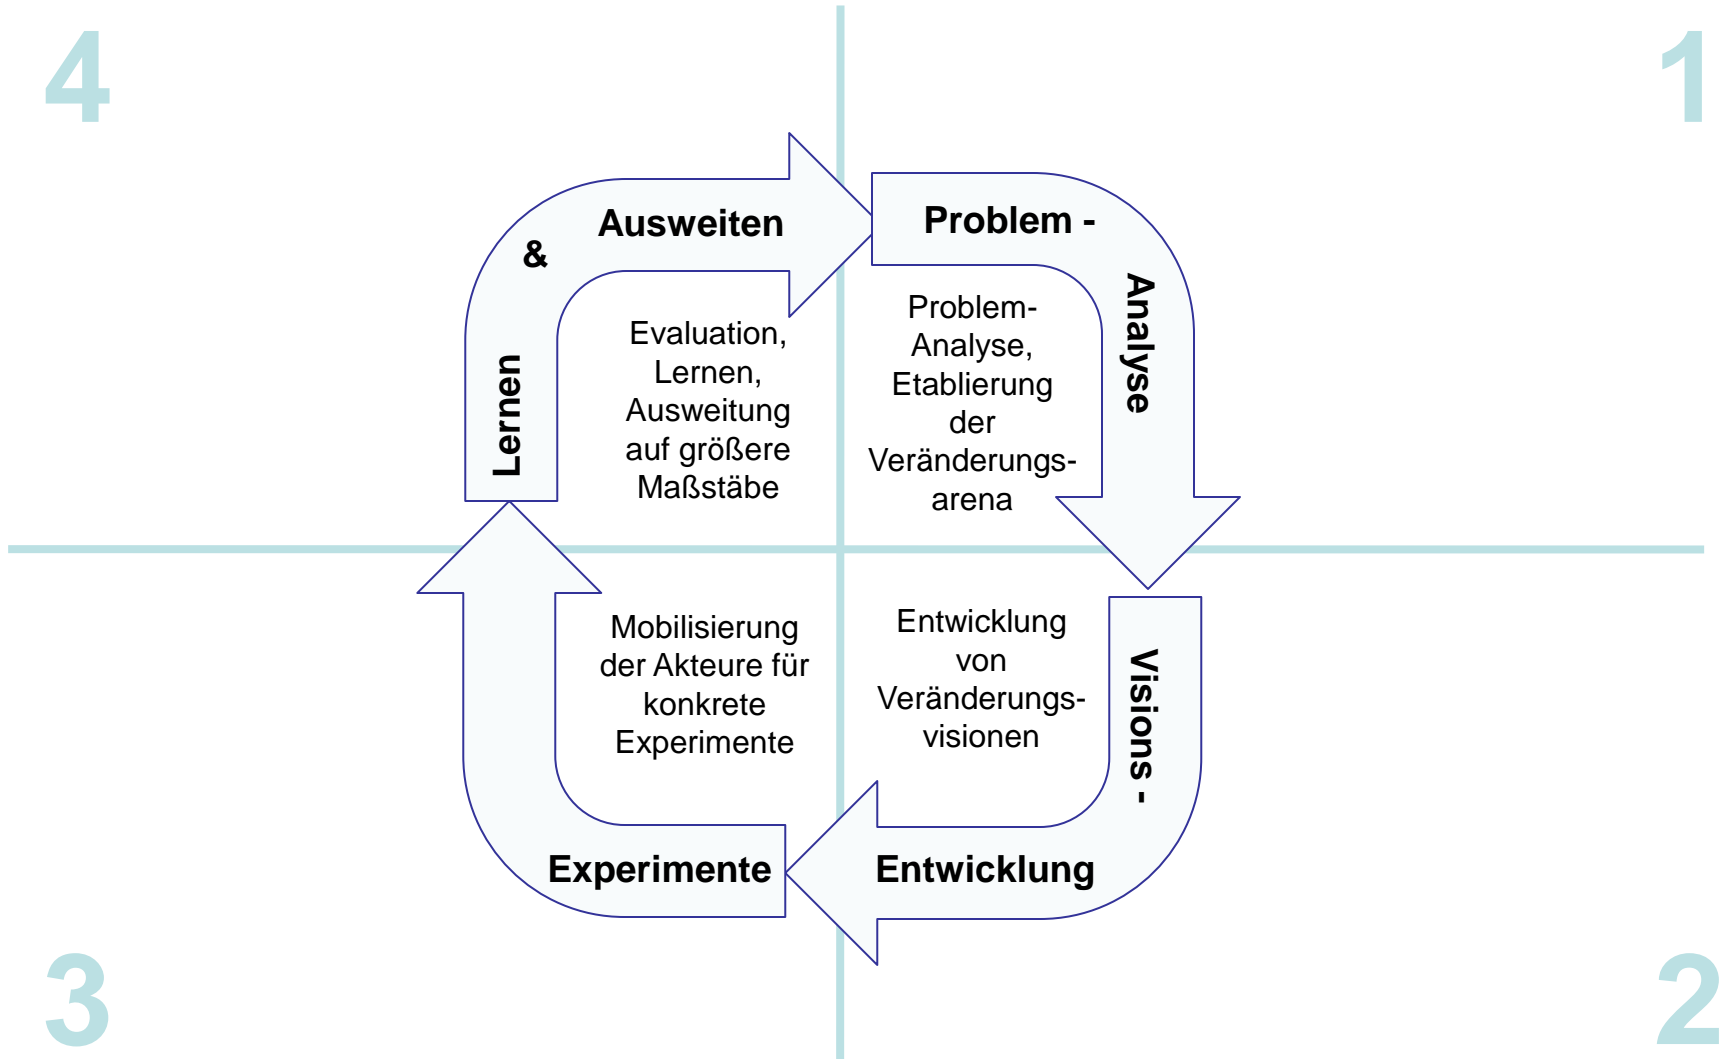 4
1
Ausweiten
&
Lernen
Problem -
Analyse
Evaluation,
Lernen,
Ausweitung
auf größere
Maßstäbe
Problem-
Analyse,
Etablierung
der
Veränderungs-
arena
Mobilisierung
der Akteure für
konkrete
Experimente
Entwicklung
von
Veränderungs-
visionen
Visions -
Entwicklung
Experimente
3
2